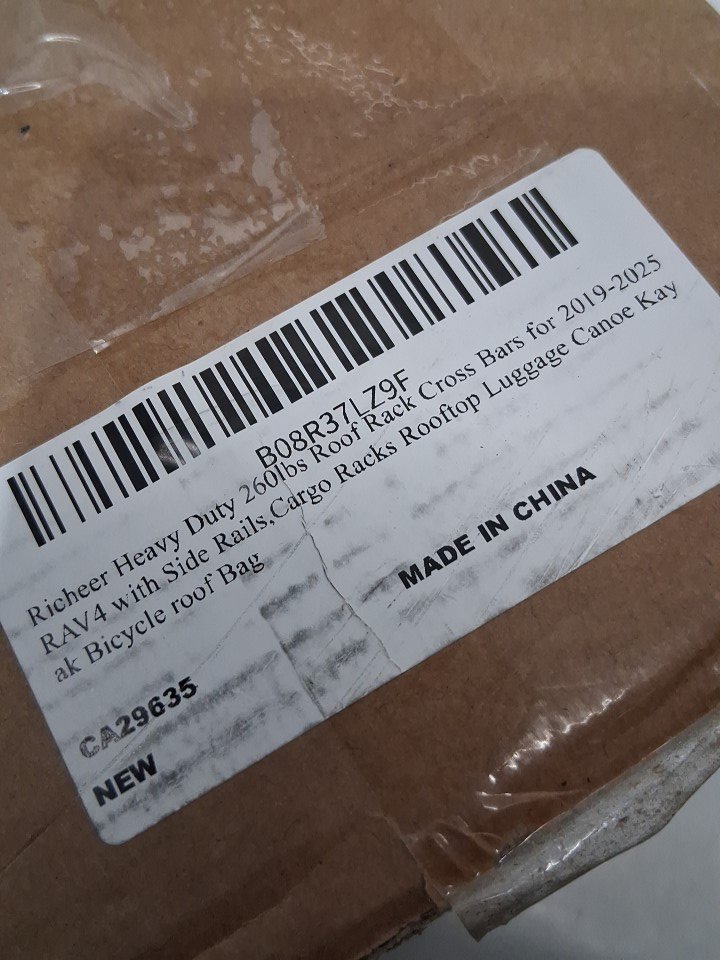 B08R37LZ9F
Richeer Heavy Duty 260lbs Roof Rack Cross Bars for 2019-2025
RAV4 with Side Rails,Cargo Racks Rooftop Luggage Canoe Kay
ak Bicycle roof Bag
MADE IN CHINA
CA29635
NEW